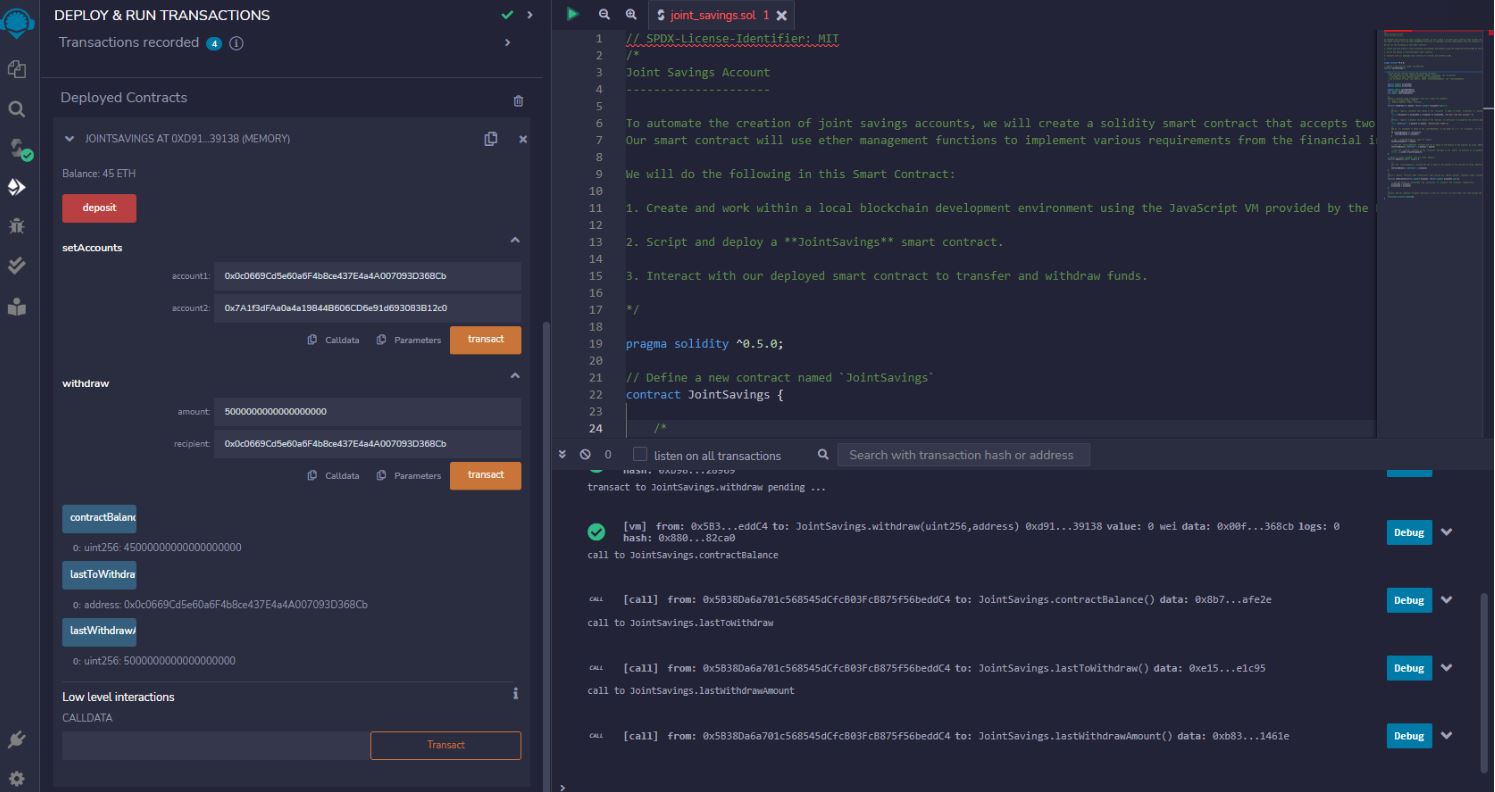 DEPLOY & RUN TRANSACTIONS
Transactions recorded 4 i
Deployed Contracts
JOINTSAVINGS AT 0XD91...39138 (MEMORY)
Balance: 45 ETH
deposit
setAccounts
account1: 0x0c0669Cd5e60a6F4b8ce437E4a4A007093D368Cb
account2: 0x7A1f3dFAa0a4a19844B606CD6e91d693083B12c0
Calldata Parameters transact
withdraw
amount: 5000000000000000000
recipient: 0x0c0669Cd5e60a6F4b8ce437E4a4A007093D368Cb
Calldata Parameters transact
contractBalanc
0: uint256: 45000000000000000000
lastToWithdra
0: address: 0x0c0669Cd5e60a6F4b8ce437E4a4A007093D368Cb
lastWithdrawA
0: uint256: 5000000000000000000
Low level interactions i
CALLDATA
Transact
joint_savings.sol 1
1 // SPDX-License-Identifier: MIT
2 /*
3 Joint Savings Account
4 ---------------------
5
6 To automate the creation of joint savings accounts, we will create a solidity smart contract that accepts two
7 Our smart contract will use ether management functions to implement various requirements from the financial i
8
9 We will do the following in this Smart Contract:
10
11 1. Create and work within a local blockchain development environment using the JavaScript VM provided by the
12
13 2. Script and deploy a **JointSavings** smart contract.
14
15 3. Interact with our deployed smart contract to transfer and withdraw funds.
16
17 */
18
19 pragma solidity ^0.5.0;
20
21 // Define a new contract named `JointSavings`
22 contract JointSavings {
23
24 /*
0 listen on all transactions Search with transaction hash or address
hash: 0xb98...28969
transact to JointSavings.withdraw pending ...
[vm] from: 0x5B3...eddC4 to: JointSavings.withdraw(uint256,address) 0xd91...39138 value: 0 wei data: 0x00f...368cb logs: 0
hash: 0x880...82ca0
Debug
call to JointSavings.contractBalance
CALL [call] from: 0x5B38Da6a701c568545dCfcB03FcB875f56beddC4 to: JointSavings.contractBalance() data: 0x8b7...afe2e Debug
call to JointSavings.lastToWithdraw
CALL [call] from: 0x5B38Da6a701c568545dCfcB03FcB875f56beddC4 to: JointSavings.lastToWithdraw() data: 0xe15...e1c95 Debug
call to JointSavings.lastWithdrawAmount
CALL [call] from: 0x5B38Da6a701c568545dCfcB03FcB875f56beddC4 to: JointSavings.lastWithdrawAmount() data: 0xb83...1461e Debug
>